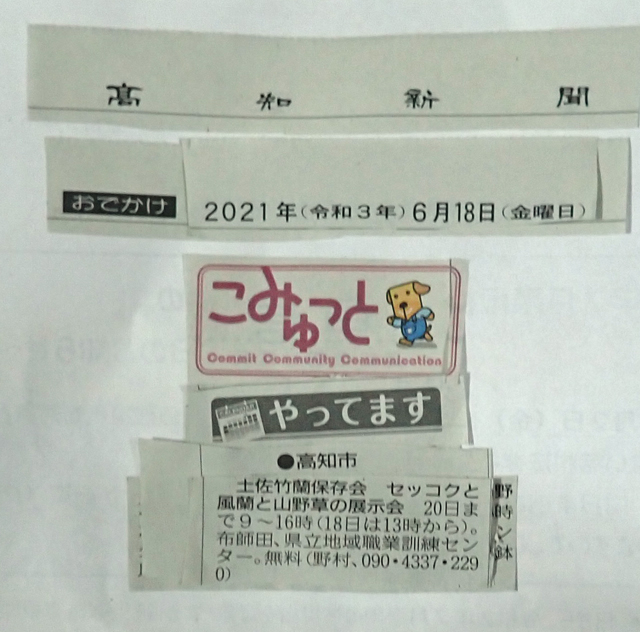 高知新聞
おでかけ 2021年(令和3年)6月18日(金曜日)
こみゅっと
Commit Community Communication
やってます
●高知市
土佐竹蘭保存会 セッコクと
風蘭と山野草の展示会 20日ま
で9〜16時(18日は13時から)。
布師田、県立地域職業訓練セン
ター。無料(野村、090・4337・229
0)
野
時
ン
鉢